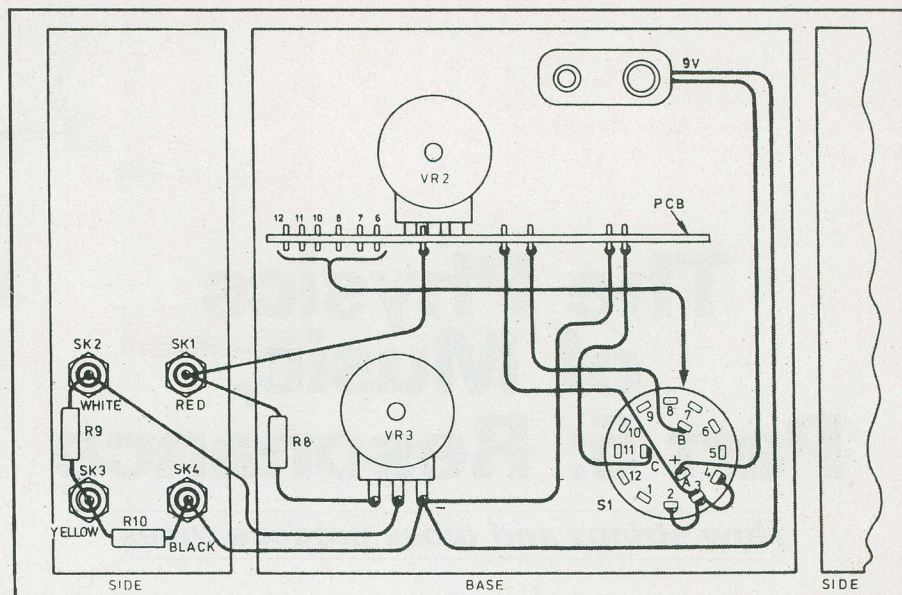 9V
VR2
PCB
12 11 10 8 7 6
SK2
SK1
WHITE
RED
R9
R8
VR3
SK3
SK4
YELLOW
R10
BLACK
9 8 7
10 6
B
11 C + 5
12 A 3 4
1 2
S1
−
SIDE
BASE
SIDE